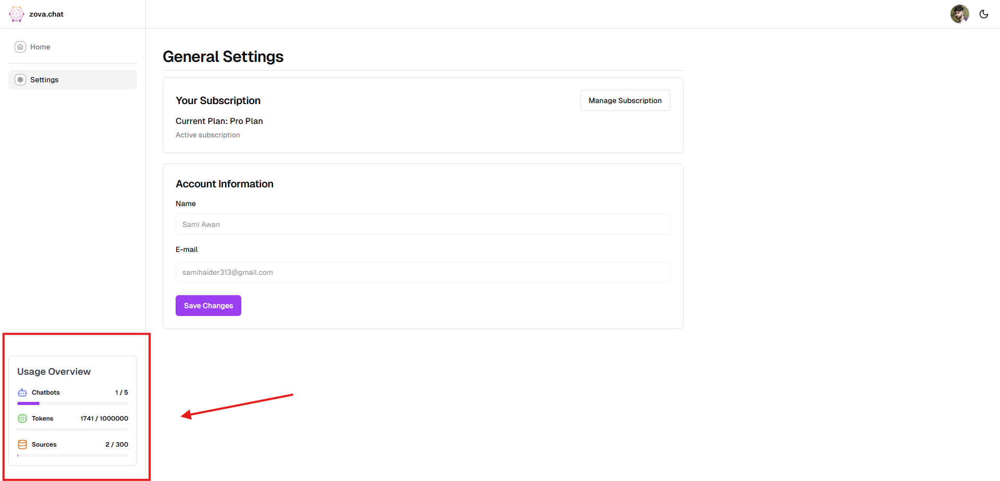 zova.chat
Home
Settings
General Settings
Your Subscription
Manage Subscription
Current Plan: Pro Plan
Active subscription
Account Information
Name
Sami Awan
E-mail
samihaider313@gmail.com
Save Changes
Usage Overview
Chatbots 1 / 5
Tokens 1741 / 1000000
Sources 2 / 300